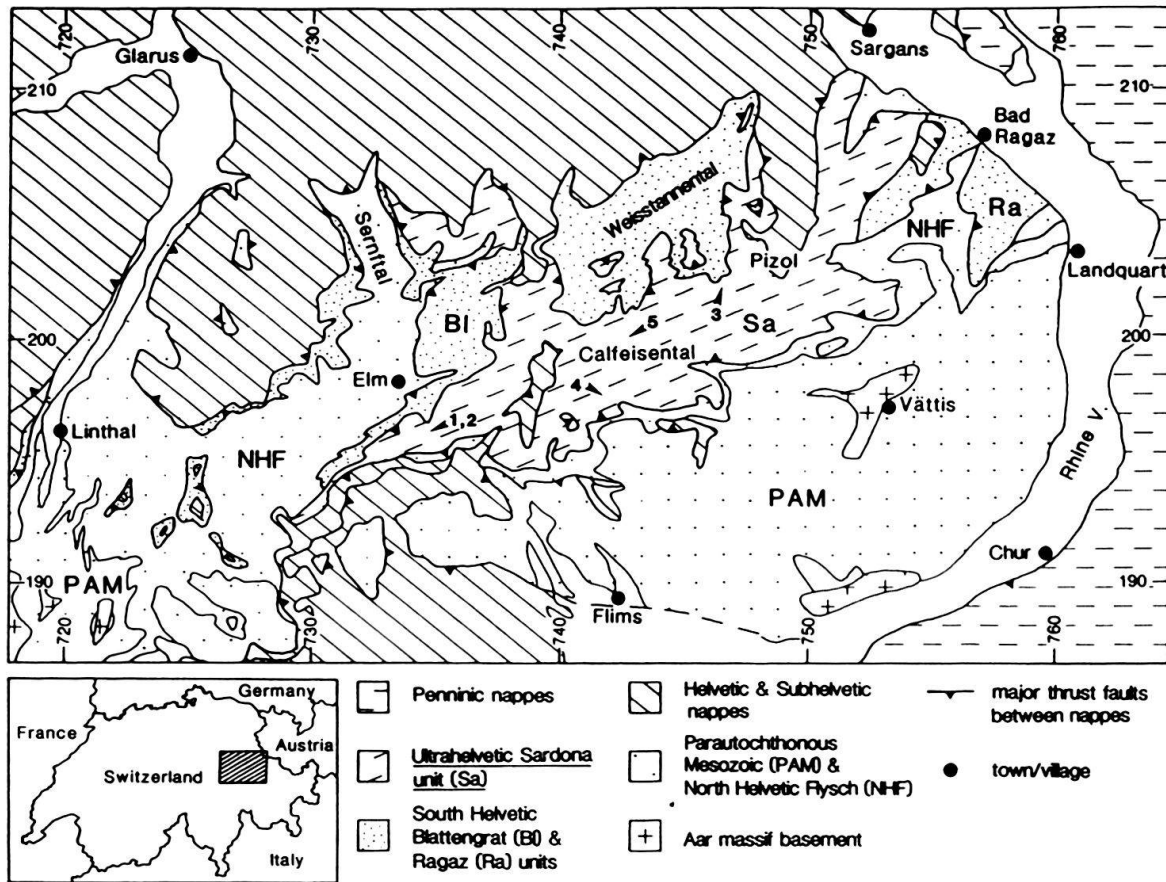 720
730
740
750
760
Glarus
Sargans
210
210
Bad
Ragaz
Sernftal
Weisstannental
Ra
NHF
Pizol
Landquart
Bl
3
Sa
5
200
200
Calfeisental
Elm
4
Vättis
1,2
Linthal
NHF
Rhine V.
PAM
Chur
190
190
PAM
Flims
720
730
740
750
760
Germany
France
Austria
Switzerland
Italy
Penninic nappes
Ultrahelvetic Sardona
unit (Sa)
South Helvetic
Blattengrat (Bl) &
Ragaz (Ra) units
Helvetic & Subhelvetic
nappes
Parautochthonous
Mesozoic (PAM) &
North Helvetic Flysch (NHF)
Aar massif basement
major thrust faults
between nappes
town/village